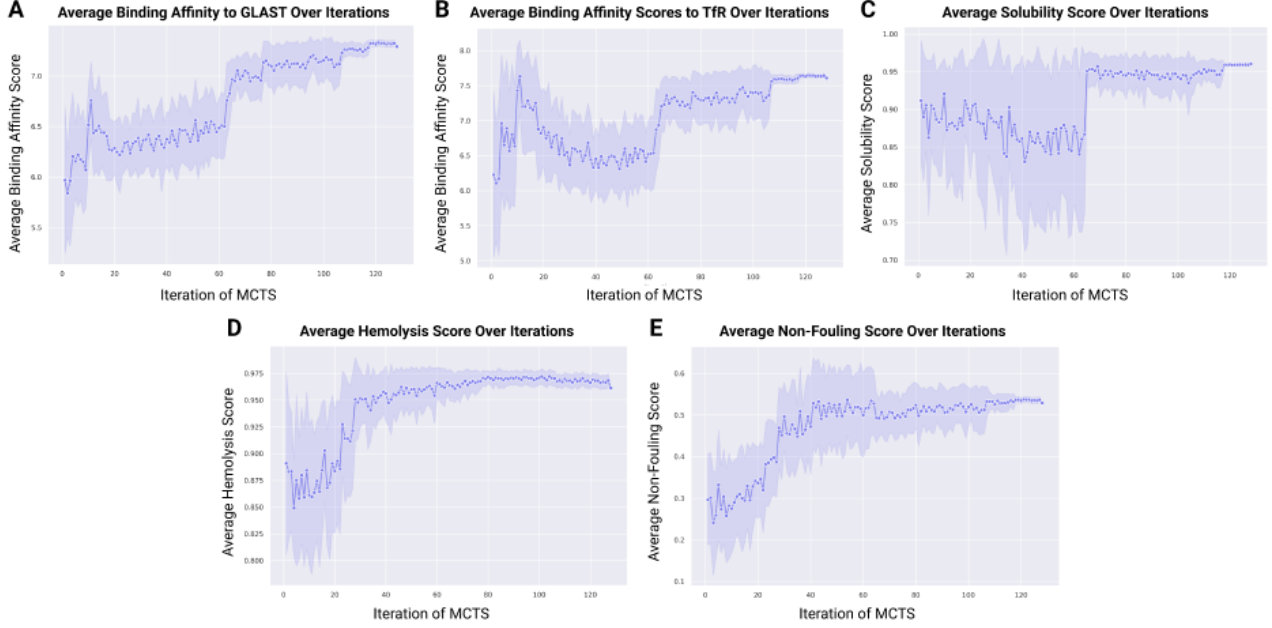 A
Average Binding Affinity to GLAST Over Iterations
Average Binding Affinity Score
7.0
6.5
6.0
5.5
0 20 40 60 80 100 120
Iteration of MCTS
B
Average Binding Affinity Scores to TfR Over Iterations
Average Binding Affinity Score
8.0
7.5
7.0
6.5
6.0
5.5
5.0
0 20 40 60 80 100 120
Iteration of MCTS
C
Average Solubility Score Over Iterations
Average Solubility Score
1.00
0.95
0.90
0.85
0.80
0.75
0.70
0 20 40 60 80 100 120
Iteration of MCTS
D
Average Hemolysis Score Over Iterations
Average Hemolysis Score
0.975
0.950
0.925
0.900
0.875
0.850
0.825
0.800
0 20 40 60 80 100 120
Iteration of MCTS
E
Average Non-Fouling Score Over Iterations
Average Non-Fouling Score
0.6
0.5
0.4
0.3
0.2
0.1
0 20 40 60 80 100 120
Iteration of MCTS